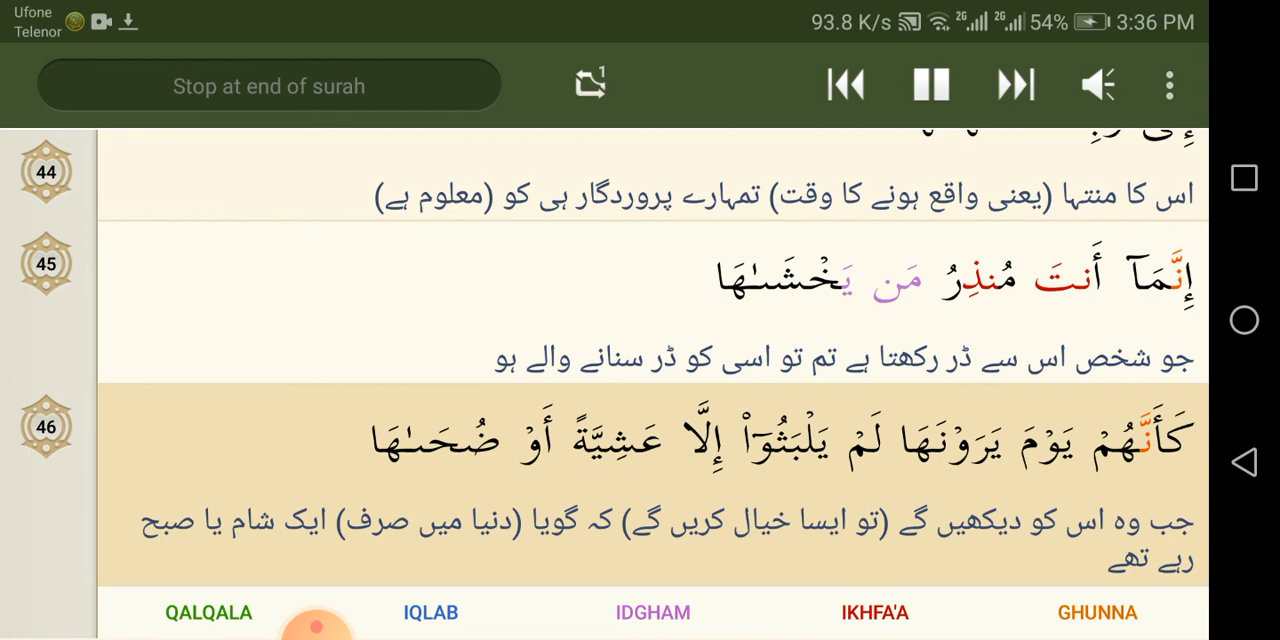 Ufone
Telenor
93.8 K/s 2G 2G 54% 3:36 PM
Stop at end of surah
1
44
اس کا منتہا (یعنی واقع ہونے کا وقت) تمہارے پروردگار ہی کو (معلوم ہے)
45
إِنَّمَآ أَنتَ مُنذِرُ مَن يَخْشَىٰهَا
جو شخص اس سے ڈر رکھتا ہے تم تو اسی کو ڈر سنانے والے ہو
46
كَأَنَّهُمْ يَوْمَ يَرَوْنَهَا لَمْ يَلْبَثُوٓا۟ إِلَّا عَشِيَّةً أَوْ ضُحَىٰهَا
جب وہ اس کو دیکھیں گے (تو ایسا خیال کریں گے) کہ گویا (دنیا میں صرف) ایک شام یا صبح
رہے تھے
QALQALA IQLAB IDGHAM IKHFA'A GHUNNA